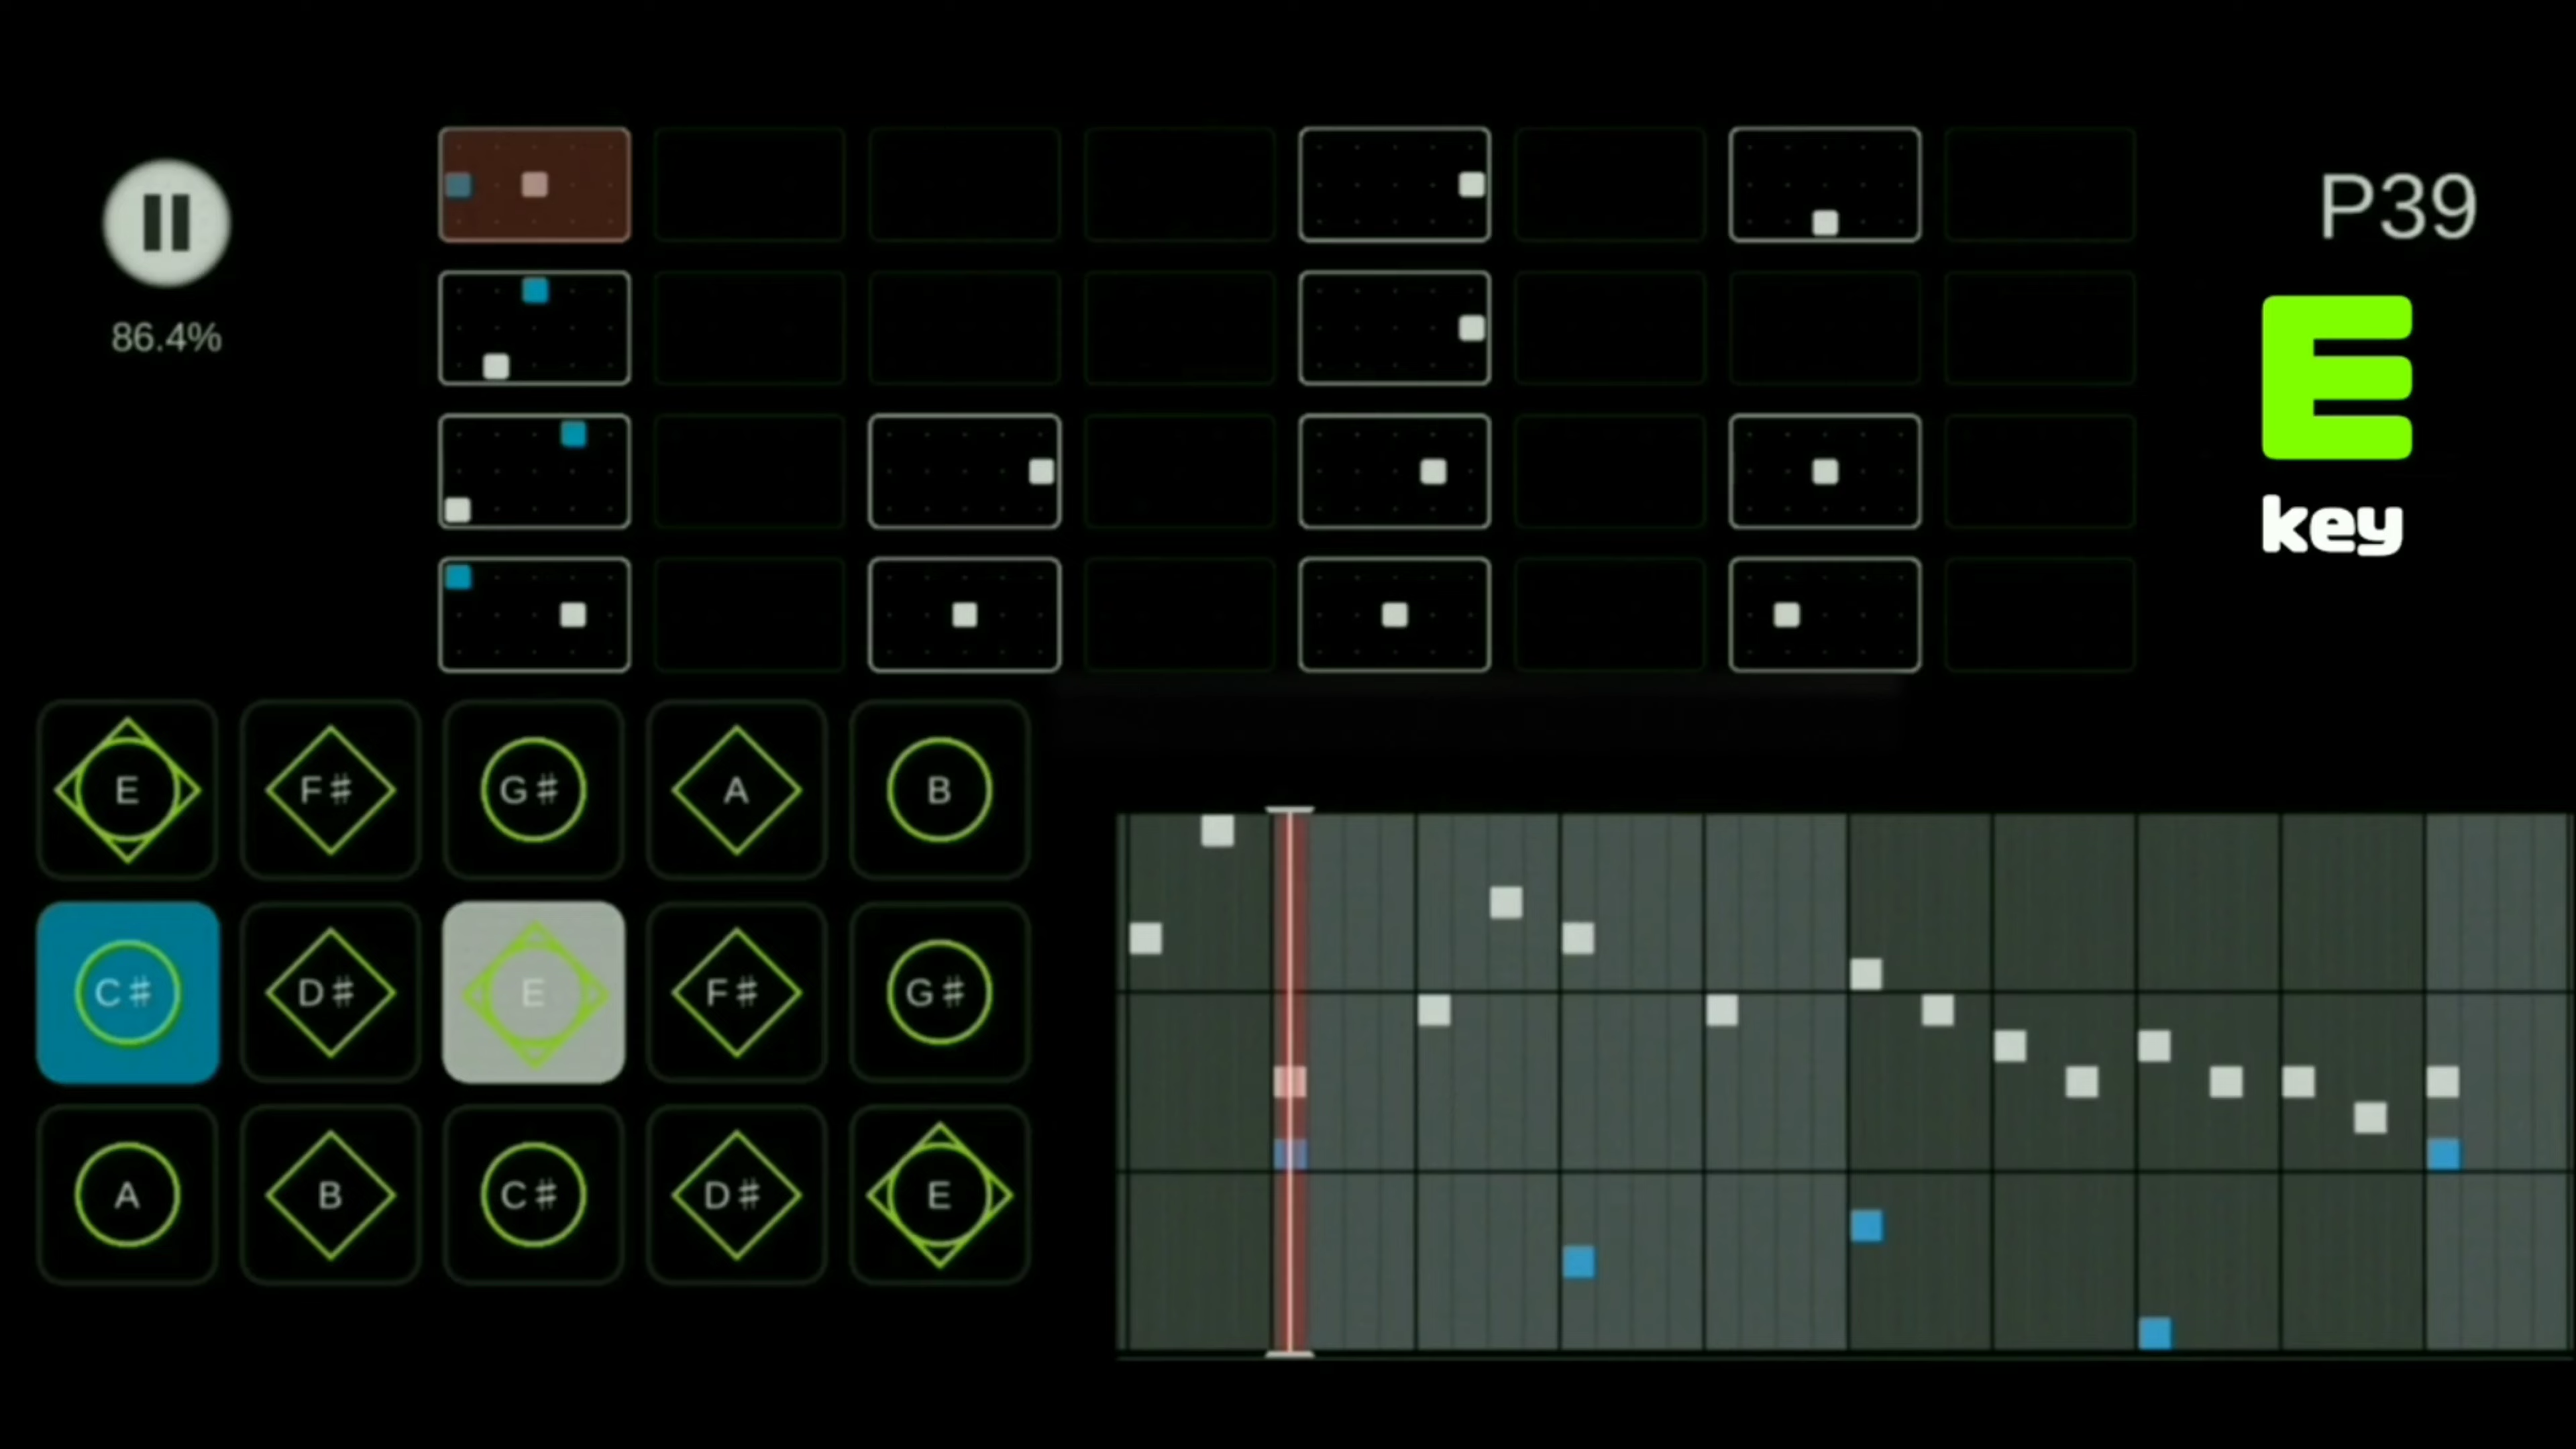 P39
86.4%
E
key
E F# G# A B
C# D# E F# G#
A B C# D# E